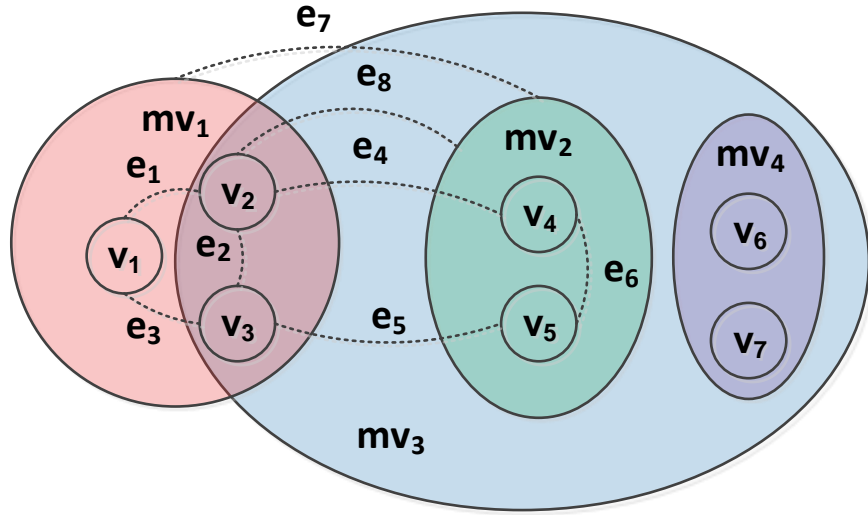 e₇
e₈
mv₁
e₄
mv₂
mv₄
e₁
v₂
v₄
v₆
v₁
e₂
e₆
e₃
v₃
e₅
v₅
v₇
mv₃